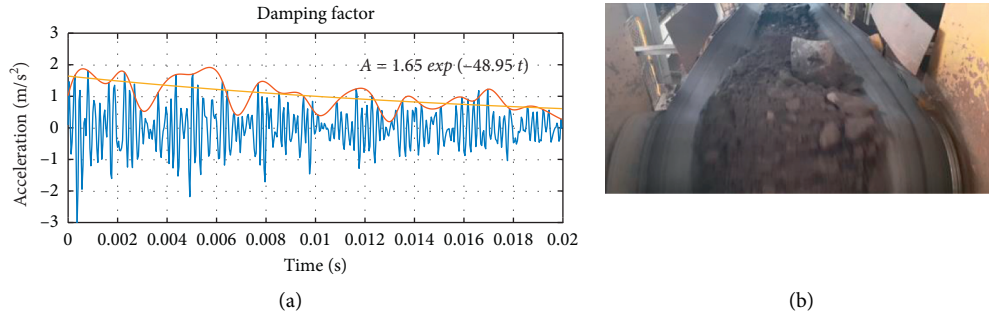 Damping factor
A = 1.65 exp (–48.95 t)
Acceleration (m/s²)
3
2
1
0
–1
–2
–3
0 0.002 0.004 0.006 0.008 0.01 0.012 0.014 0.016 0.018 0.02
Time (s)
(a)
(b)